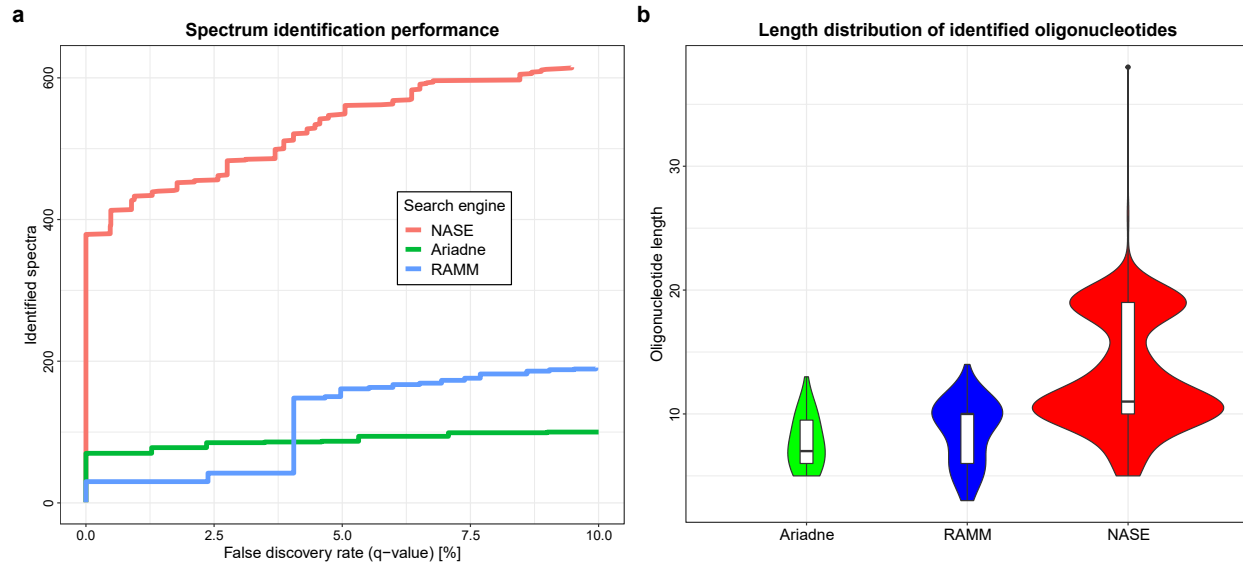 a
Spectrum identification performance
Identified spectra
600
400
200
0
Search engine
NASE
Ariadne
RAMM
0.0 2.5 5.0 7.5 10.0
False discovery rate (q−value) [%]
b
Length distribution of identified oligonucleotides
Oligonucleotide length
30
20
10
Ariadne RAMM NASE